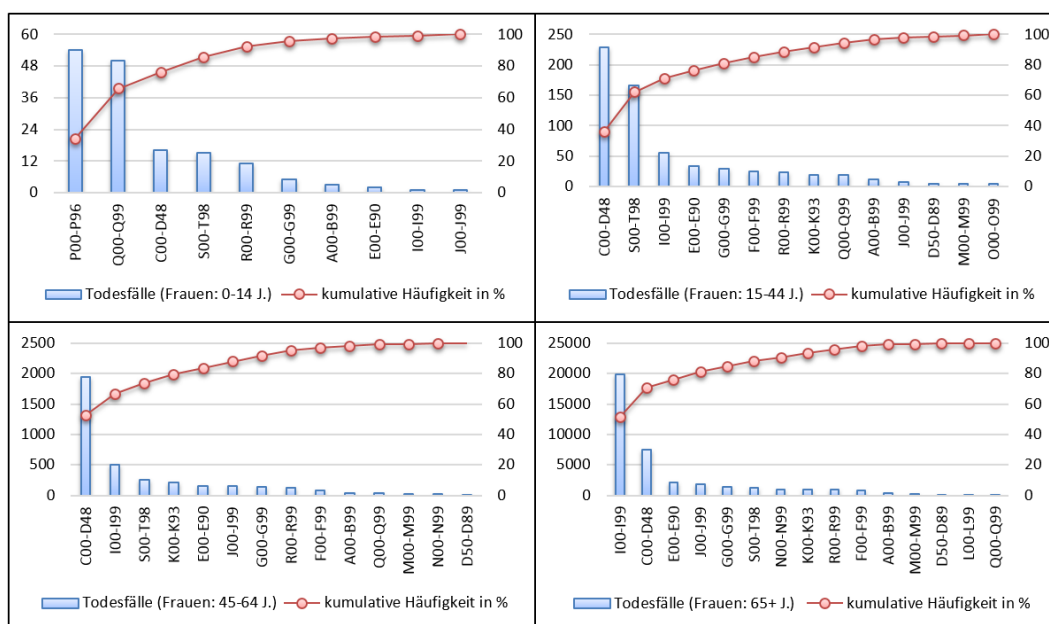 60
48
36
24
12
0
100
80
60
40
20
0
P00-P96
Q00-Q99
C00-D48
S00-T98
R00-R99
G00-G99
A00-B99
E00-E90
I00-I99
J00-J99
Todesfälle (Frauen: 0-14 J.)
kumulative Häufigkeit in %
250
200
150
100
50
0
100
80
60
40
20
0
C00-D48
S00-T98
I00-I99
E00-E90
G00-G99
F00-F99
R00-R99
K00-K93
Q00-Q99
A00-B99
J00-J99
D50-D89
M00-M99
O00-O99
Todesfälle (Frauen: 15-44 J.)
kumulative Häufigkeit in %
2500
2000
1500
1000
500
0
100
80
60
40
20
0
C00-D48
I00-I99
S00-T98
K00-K93
E00-E90
J00-J99
G00-G99
R00-R99
F00-F99
A00-B99
Q00-Q99
M00-M99
N00-N99
D50-D89
Todesfälle (Frauen: 45-64 J.)
kumulative Häufigkeit in %
25000
20000
15000
10000
5000
0
100
80
60
40
20
0
I00-I99
C00-D48
E00-E90
J00-J99
G00-G99
S00-T98
N00-N99
K00-K93
R00-R99
F00-F99
A00-B99
M00-M99
D50-D89
L00-L99
Q00-Q99
Todesfälle (Frauen: 65+ J.)
kumulative Häufigkeit in %